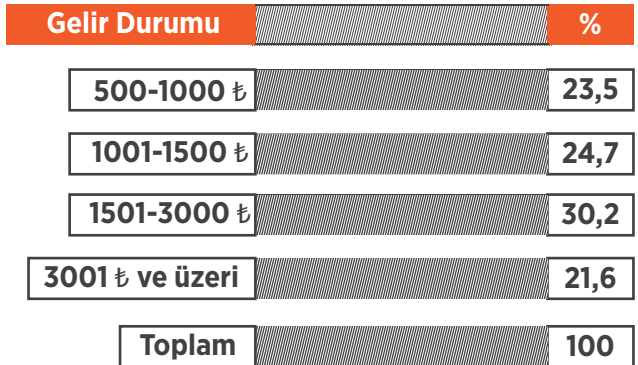 Gelir Durumu %
500-1000 ₺ 23,5
1001-1500 ₺ 24,7
1501-3000 ₺ 30,2
3001 ₺ ve üzeri 21,6
Toplam 100